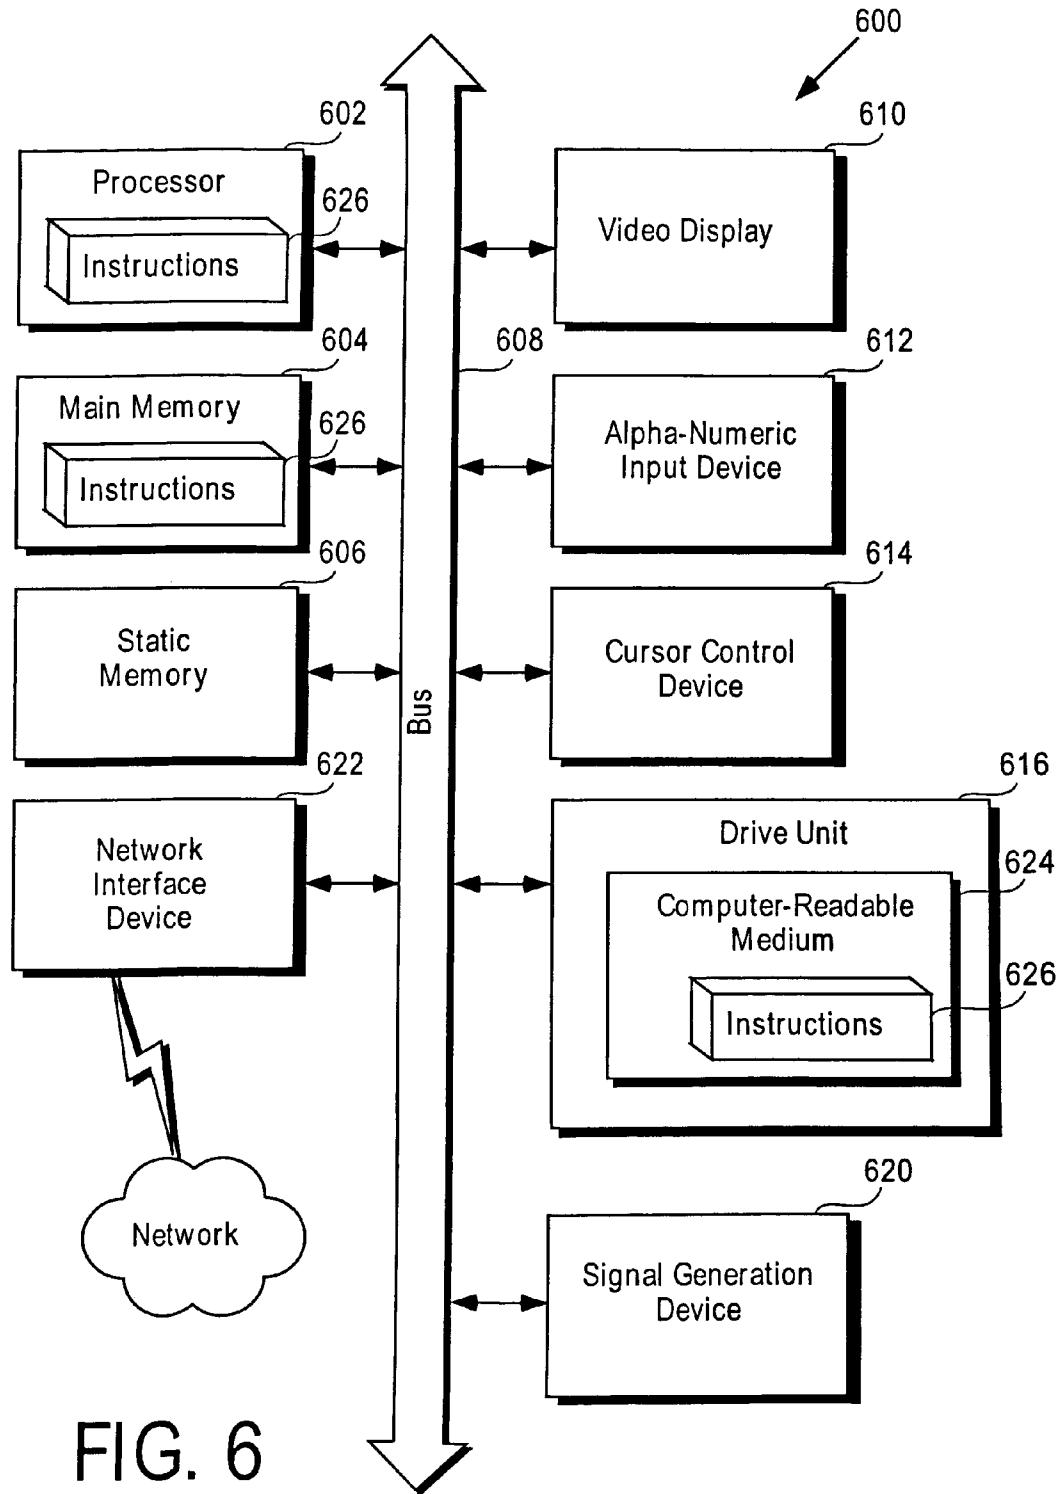 600
602
610
Processor
626
Instructions
Video Display
604
608
612
Main Memory
626
Instructions
Alpha-Numeric
Input Device
606
614
Static
Memory
Cursor Control
Device
Bus
622
616
Network
Interface
Device
Drive Unit
624
Computer-Readable
Medium
626
Instructions
Network
620
Signal Generation
Device
FIG. 6